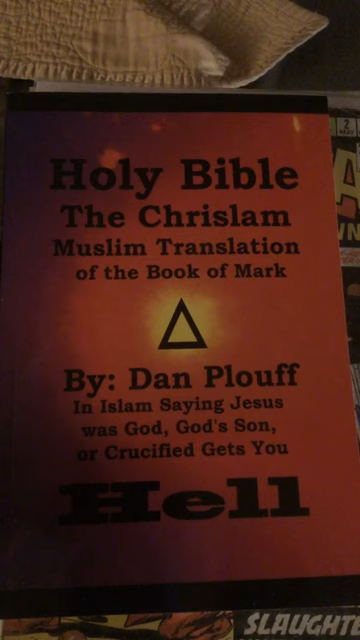 Holy Bible
The Chrislam
Muslim Translation
of the Book of Mark
By: Dan Plouff
In Islam Saying Jesus
was God, God's Son,
or Crucified Gets You
Hell
2
SLAUGHT